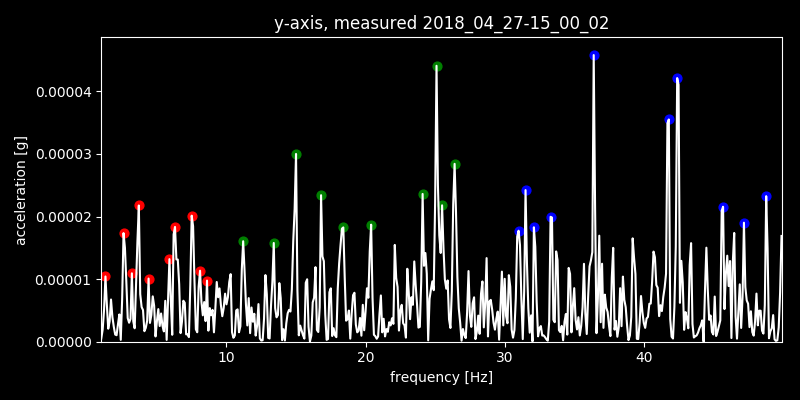 y-axis, measured 2018_04_27-15_00_02
0.00004
0.00003
0.00002
0.00001
0.00000
acceleration [g]
10 20 30 40
frequency [Hz]